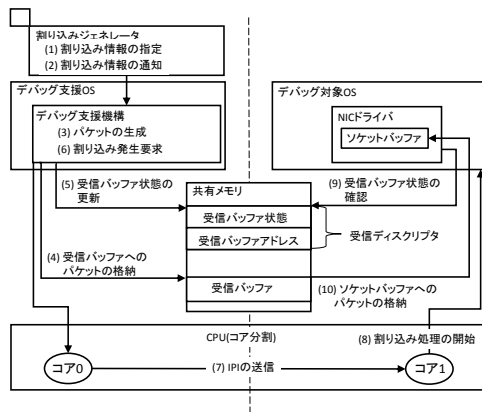 割り込みジェネレータ
(1) 割り込み情報の指定
(2) 割り込み情報の通知
デバッグ支援OS
デバッグ支援機構
(3) パケットの生成
(6) 割り込み発生要求
デバッグ対象OS
NICドライバ
ソケットバッファ
(5) 受信バッファ状態の
更新
(9) 受信バッファ状態の
確認
共有メモリ
受信バッファ状態
受信バッファアドレス
受信ディスクリプタ
(4) 受信バッファへの
パケットの格納
受信バッファ
(10) ソケットバッファへの
パケットの格納
CPU(コア分割)
(8) 割り込み処理の開始
コア0
(7) IPIの送信
コア1